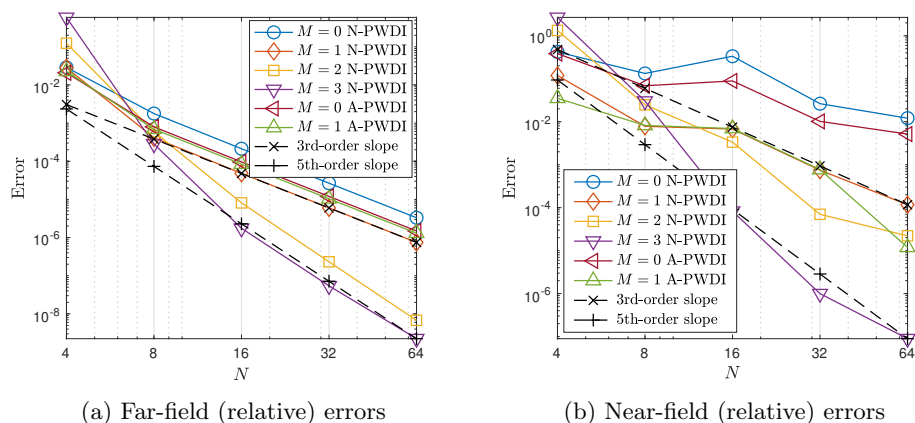 Error
10^{-2}
10^{-4}
10^{-6}
10^{-8}
4
8
16
32
64
N
M = 0 N-PWDI
M = 1 N-PWDI
M = 2 N-PWDI
M = 3 N-PWDI
M = 0 A-PWDI
M = 1 A-PWDI
3rd-order slope
5th-order slope
(a) Far-field (relative) errors
Error
10^{0}
10^{-2}
10^{-4}
10^{-6}
4
8
16
32
64
N
M = 0 N-PWDI
M = 1 N-PWDI
M = 2 N-PWDI
M = 3 N-PWDI
M = 0 A-PWDI
M = 1 A-PWDI
3rd-order slope
5th-order slope
(b) Near-field (relative) errors